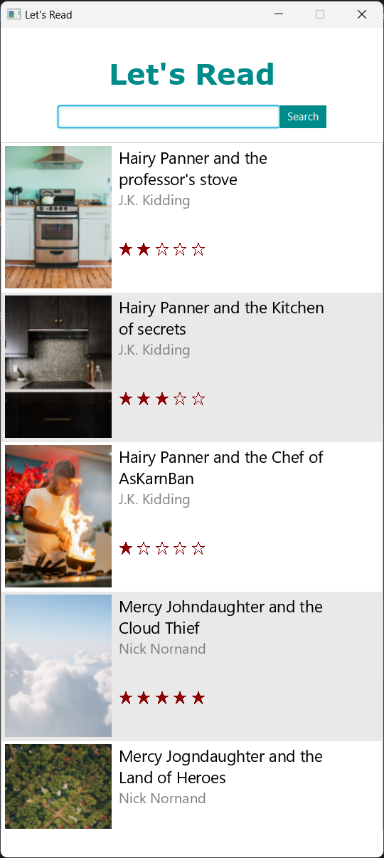 Let's Read
Let's Read
Search
Hairy Panner and the
professor's stove
J.K. Kidding
Hairy Panner and the Kitchen
of secrets
J.K. Kidding
Hairy Panner and the Chef of
AsKarnBan
J.K. Kidding
Mercy Johndaughter and the
Cloud Thief
Nick Nornand
Mercy Jogndaughter and the
Land of Heroes
Nick Nornand